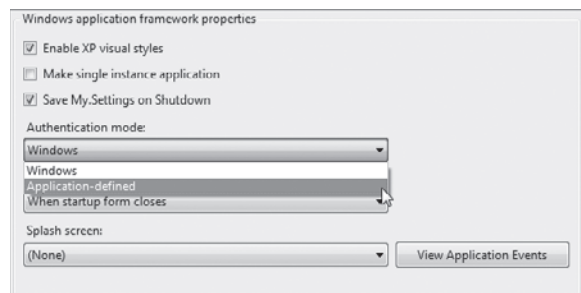 Windows application framework properties
Enable XP visual styles
Make single instance application
Save My.Settings on Shutdown
Authentication mode:
Windows
Windows
Application-defined
When startup form closes
Splash screen:
(None)
View Application Events